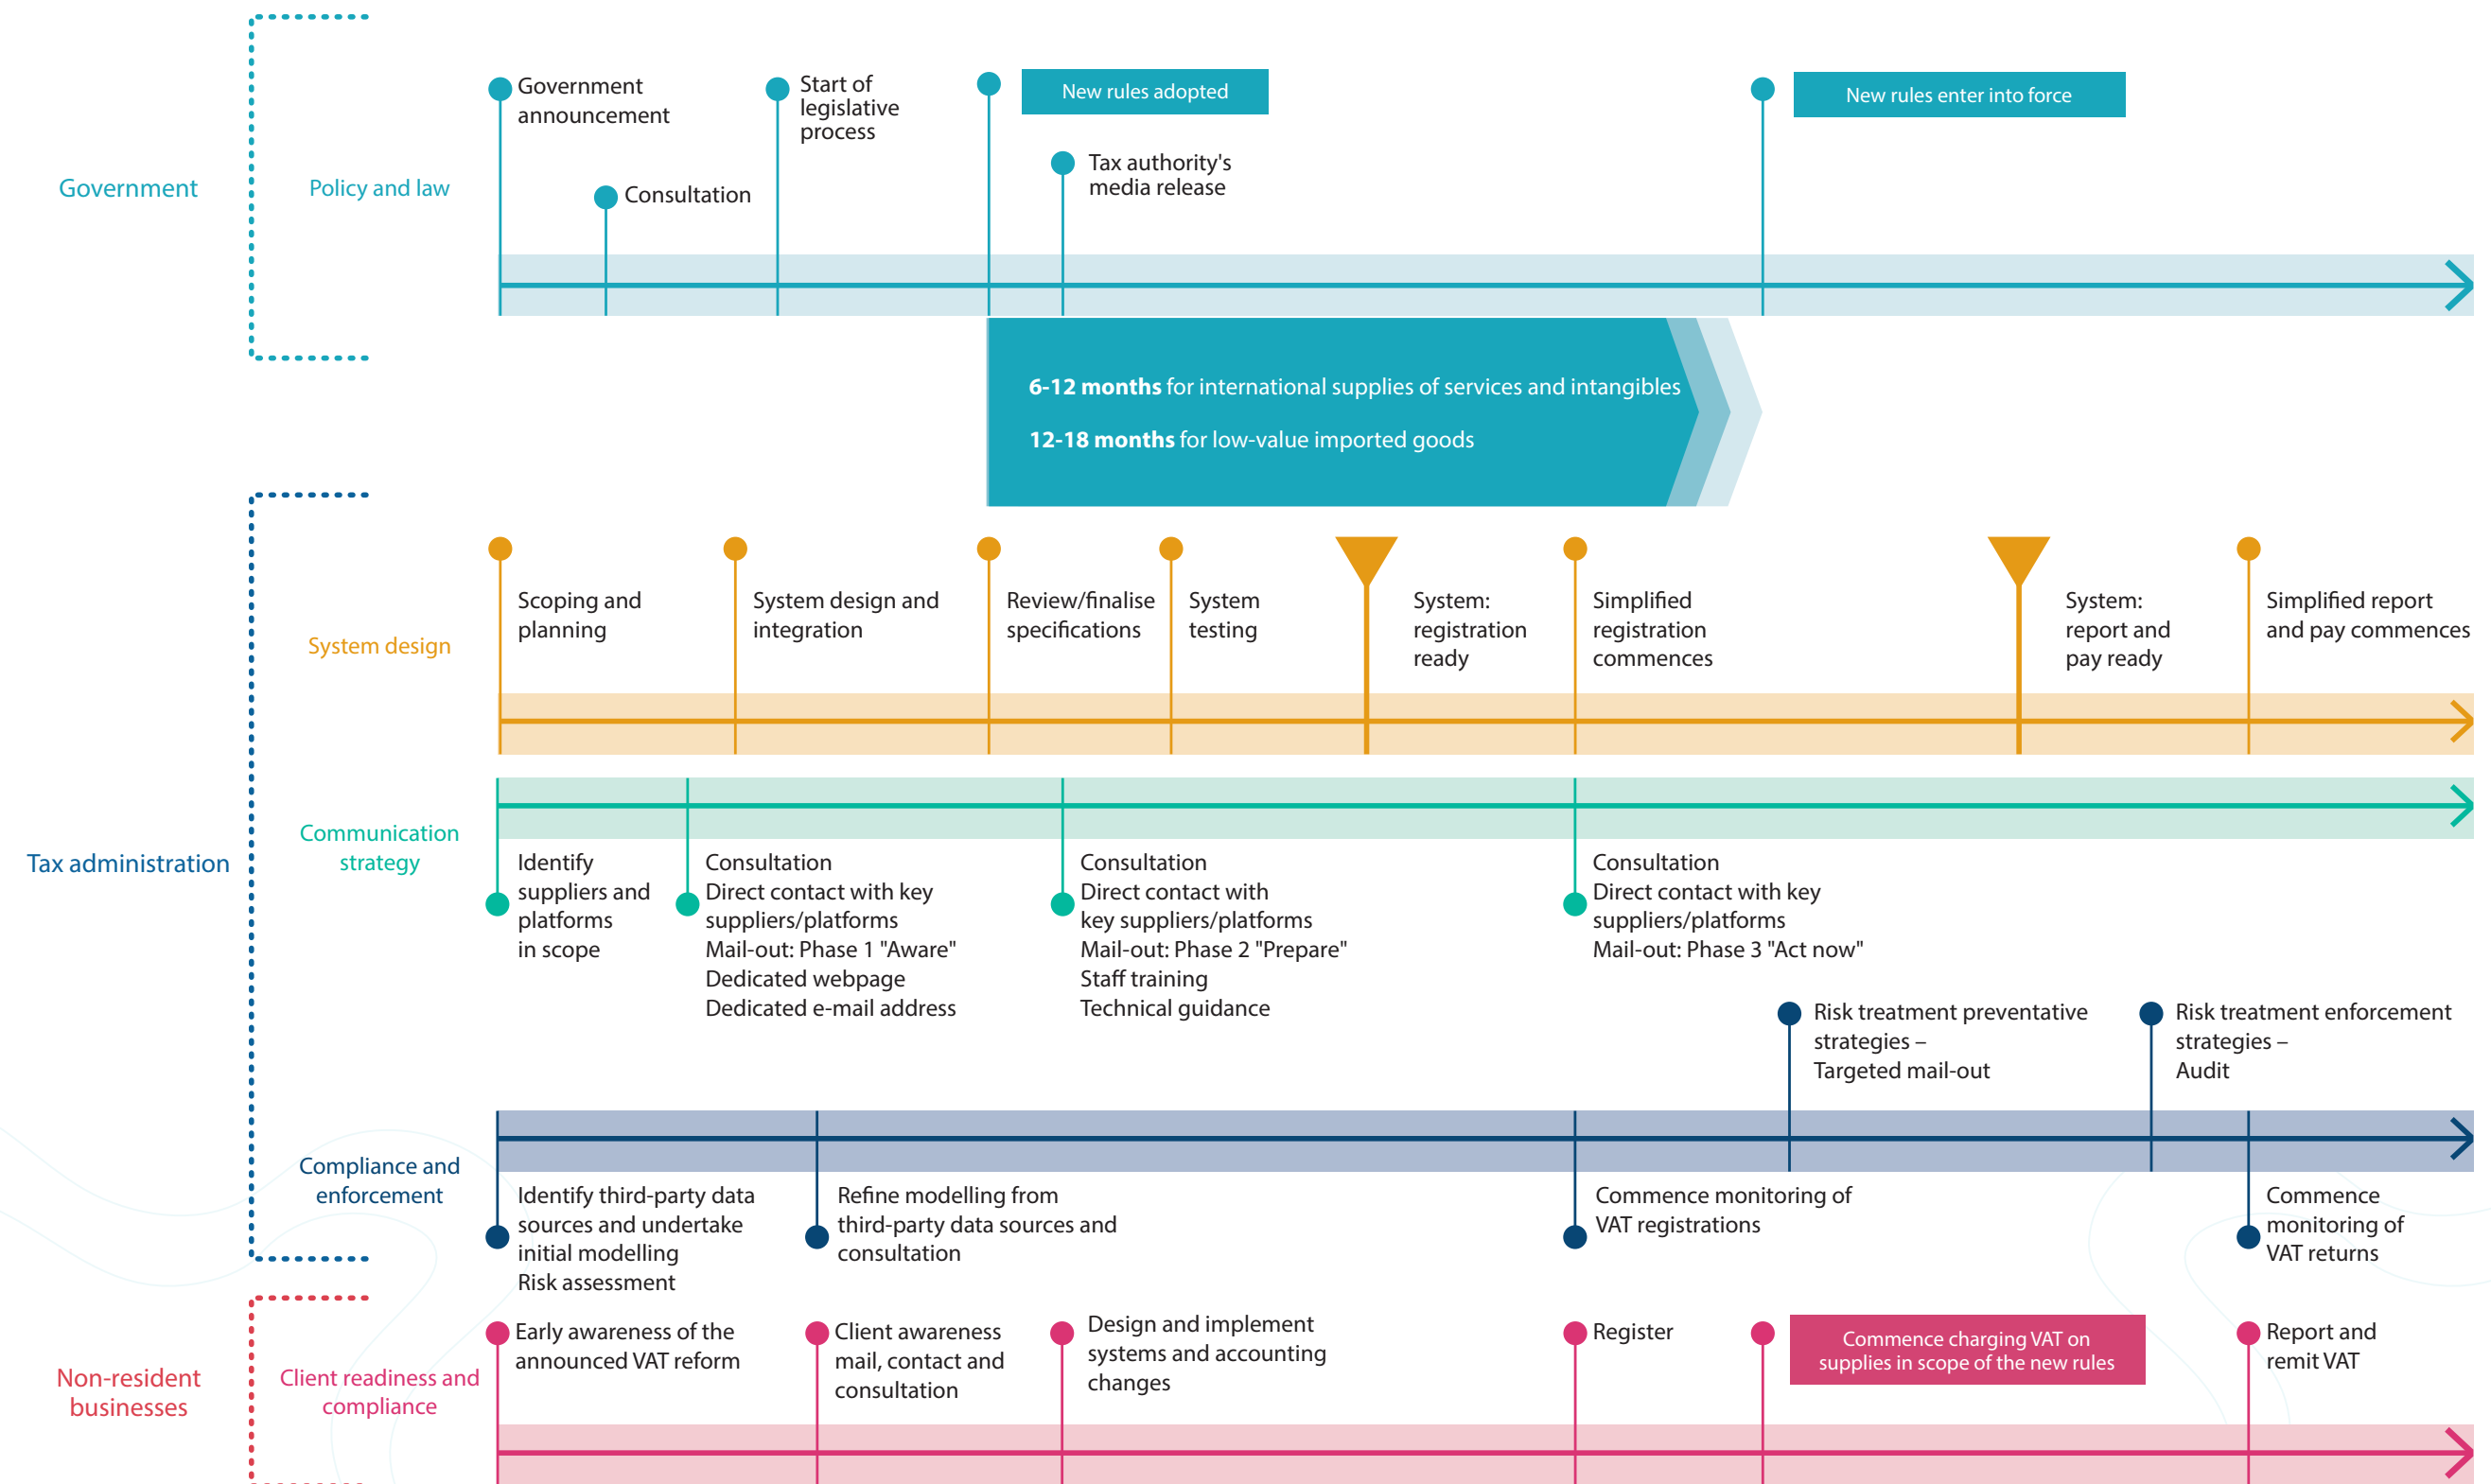 Government
Policy and law
Government
announcement
Consultation
Start of
legislative
process
New rules adopted
Tax authority's
media release
New rules enter into force
6-12 months for international supplies of services and intangibles
12-18 months for low-value imported goods
Tax administration
System design
Scoping and
planning
System design and
integration
Review/finalise
specifications
System
testing
System:
registration
ready
Simplified
registration
commences
System:
report and
pay ready
Simplified report
and pay commences
Communication
strategy
Identify
suppliers and
platforms
in scope
Consultation
Direct contact with key
suppliers/platforms
Mail-out: Phase 1 "Aware"
Dedicated webpage
Dedicated e-mail address
Consultation
Direct contact with
key suppliers/platforms
Mail-out: Phase 2 "Prepare"
Staff training
Technical guidance
Consultation
Direct contact with key
suppliers/platforms
Mail-out: Phase 3 "Act now"
Compliance and
enforcement
Risk treatment preventative
strategies –
Targeted mail-out
Risk treatment enforcement
strategies –
Audit
Identify third-party data
sources and undertake
initial modelling
Risk assessment
Refine modelling from
third-party data sources and
consultation
Commence monitoring of
VAT registrations
Commence
monitoring of
VAT returns
Non-resident
businesses
Client readiness and
compliance
Early awareness of the
announced VAT reform
Client awareness
mail, contact and
consultation
Design and implement
systems and accounting
changes
Register
Commence charging VAT on
supplies in scope of the new rules
Report and
remit VAT